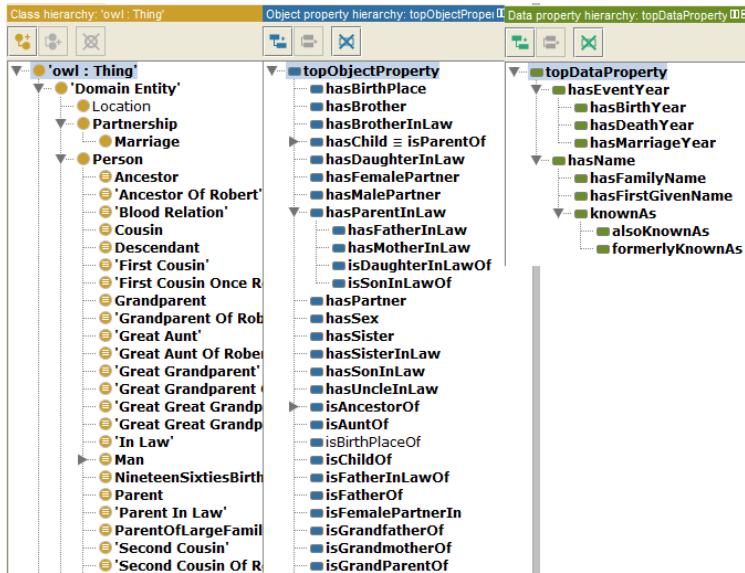 Class hierarchy: 'owl : Thing'
'owl : Thing'
'Domain Entity'
Location
Partnership
Marriage
Person
Ancestor
'Ancestor Of Robert'
'Blood Relation'
Cousin
Descendant
'First Cousin'
'First Cousin Once R
Grandparent
'Grandparent Of Rob
'Great Aunt'
'Great Aunt Of Rober
'Great Grandparent'
'Great Grandparent
'Great Great Grandp
'Great Great Grandp
'In Law'
Man
NineteenSixtiesBirth
Parent
'Parent In Law'
ParentOfLargeFamil
'Second Cousin'
'Second Cousin Of R
Object property hierarchy: topObjectProper
topObjectProperty
hasBirthPlace
hasBrother
hasBrotherInLaw
hasChild ≡ isParentOf
hasDaughterInLaw
hasFemalePartner
hasMalePartner
hasParentInLaw
hasFatherInLaw
hasMotherInLaw
isDaughterInLawOf
isSonInLawOf
hasPartner
hasSex
hasSister
hasSisterInLaw
hasSonInLaw
hasUncleInLaw
isAncestorOf
isAuntOf
isBirthPlaceOf
isChildOf
isFatherInLawOf
isFatherOf
isFemalePartnerIn
isGrandfatherOf
isGrandmotherOf
isGrandParentOf
Data property hierarchy: topDataProperty
topDataProperty
hasEventYear
hasBirthYear
hasDeathYear
hasMarriageYear
hasName
hasFamilyName
hasFirstGivenName
knownAs
alsoKnownAs
formerlyKnownAs